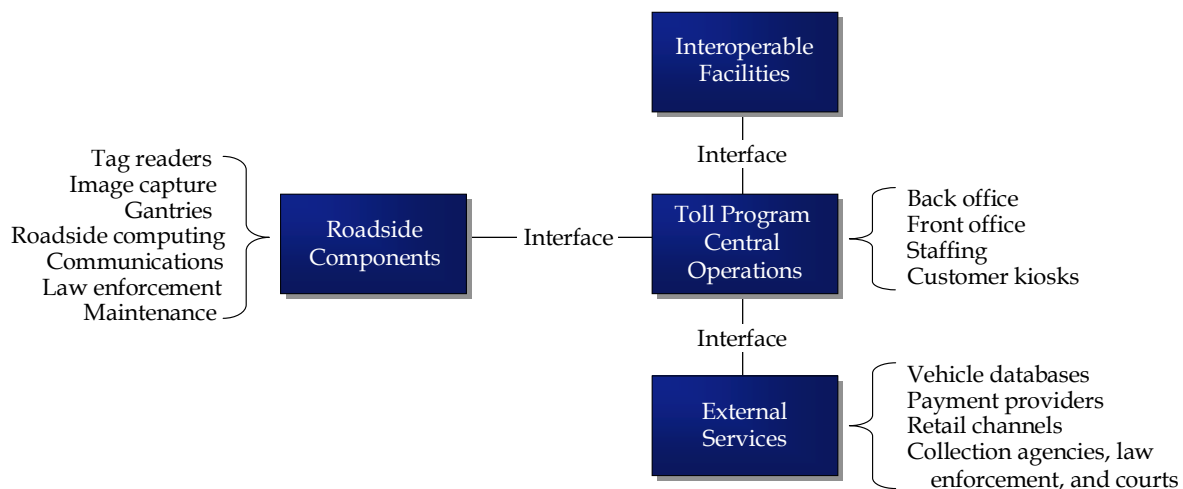 Interoperable
Facilities
Interface
Tag readers
Image capture
Gantries
Roadside computing
Communications
Law enforcement
Maintenance
Roadside
Components
Interface
Toll Program
Central
Operations
Back office
Front office
Staffing
Customer kiosks
Interface
External
Services
Vehicle databases
Payment providers
Retail channels
Collection agencies, law
enforcement, and courts